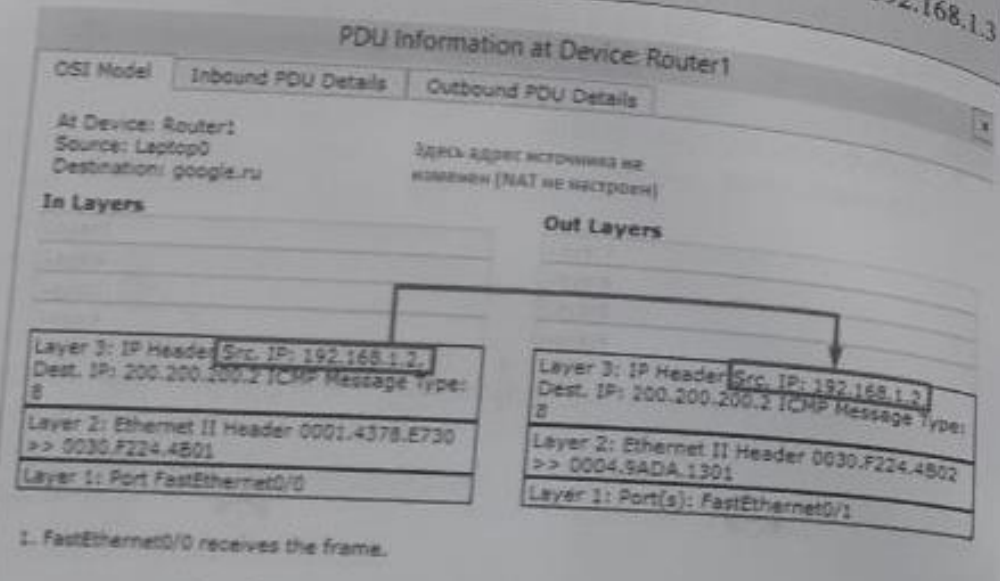 2.168.1.3
PDU Information at Device: Router1
OSI Model
Inbound PDU Details
Outbound PDU Details
x
At Device: Router1
Source: Laptop0
Destination: google.ru
Здесь адрес источника не
изменен (NAT не настроен)
In Layers
Layer 3: IP Header Src. IP: 192.168.1.2,
Dest. IP: 200.200.200.2 ICMP Message Type:
8
Layer 2: Ethernet II Header 0001.4378.E730
>> 0030.F224.4B01
Layer 1: Port FastEthernet0/0
Out Layers
Layer 3: IP Header Src. IP: 192.168.1.2,
Dest. IP: 200.200.200.2 ICMP Message Type:
8
Layer 2: Ethernet II Header 0030.F224.4B02
>> 0004.9ADA.1301
Layer 1: Port(s): FastEthernet0/1
1. FastEthernet0/0 receives the frame.